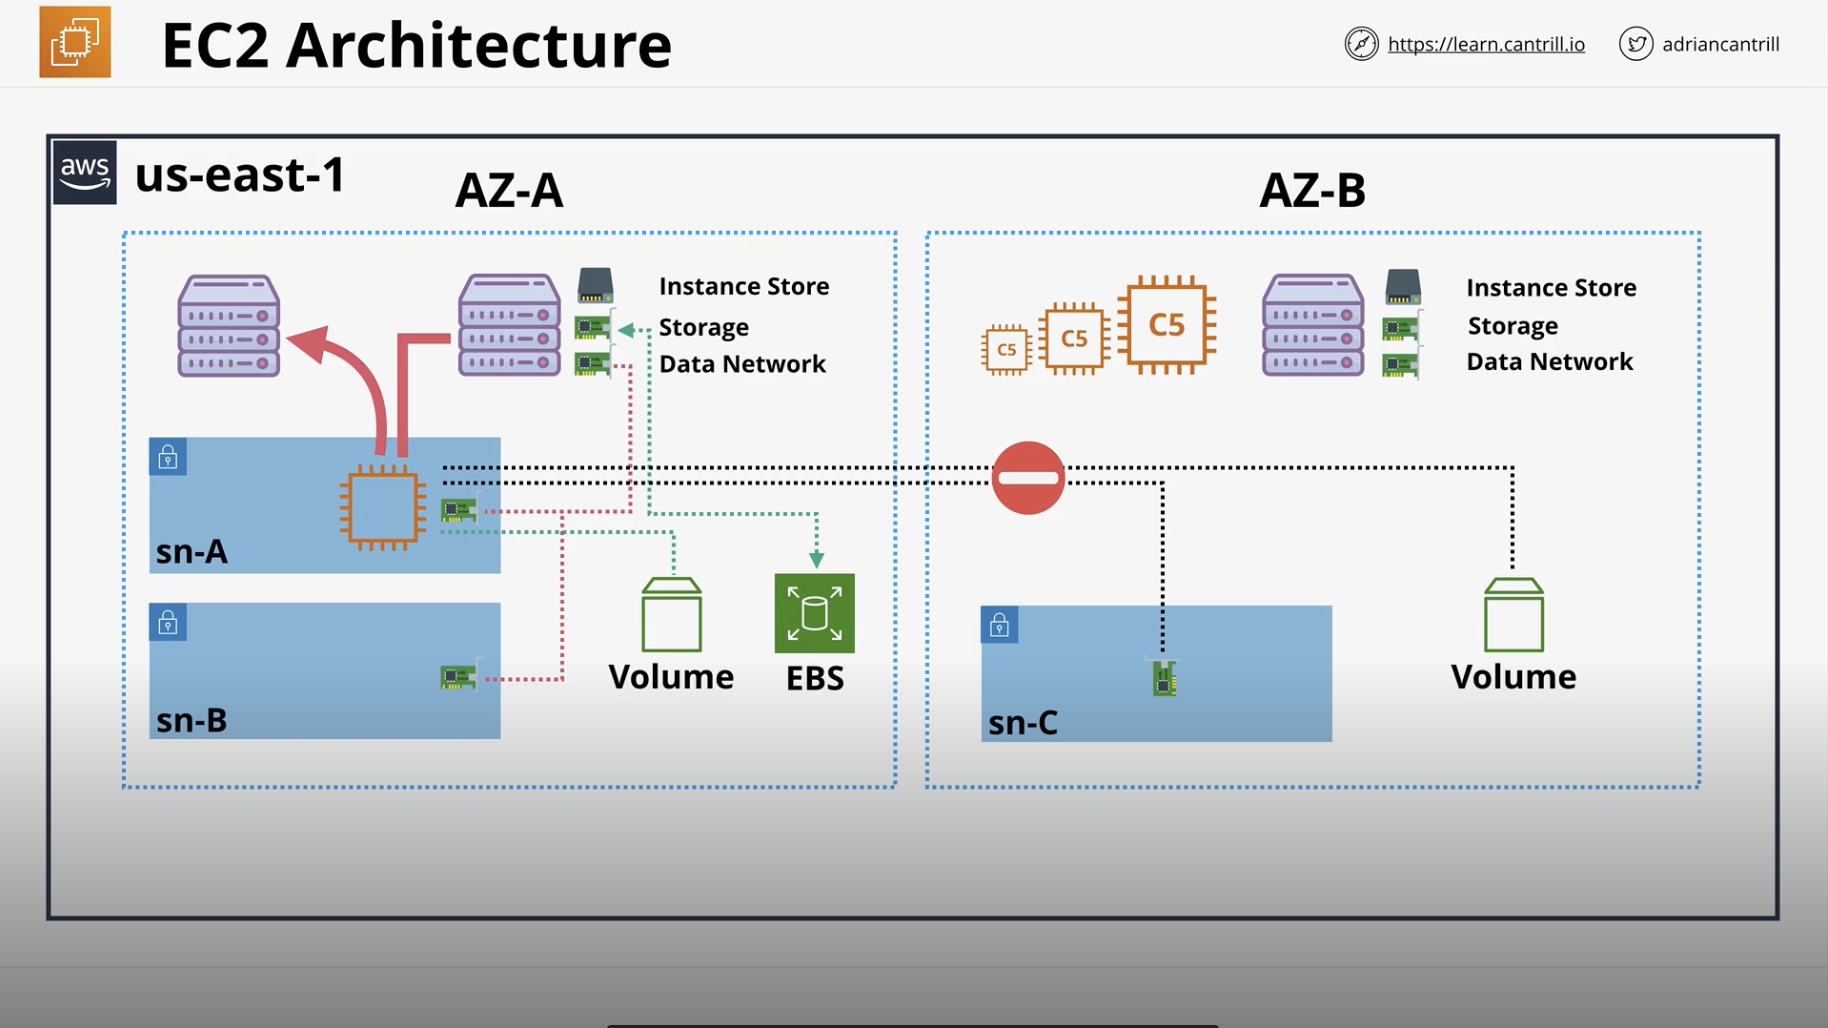 EC2 Architecture
https://learn.cantrill.io
adriancantrill
aws
us-east-1
AZ-A
AZ-B
Instance Store
Storage
Data Network
C5
C5
C5
Instance Store
Storage
Data Network
sn-A
sn-B
Volume
EBS
sn-C
Volume